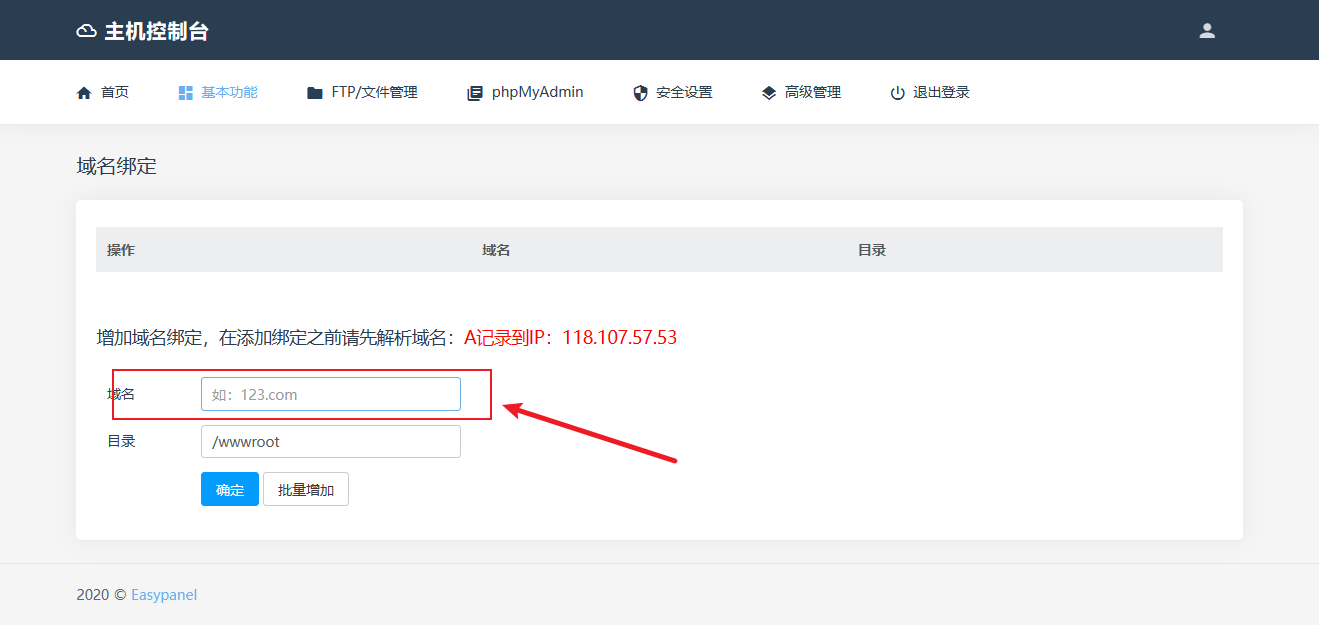 主机控制台
首页 基本功能 FTP/文件管理 phpMyAdmin 安全设置 高级管理 退出登录
域名绑定
操作 域名 目录
增加域名绑定，在添加绑定之前请先解析域名：A记录到IP：118.107.57.53
域名 如：123.com
目录 /wwwroot
确定 批量增加
2020 © Easypanel